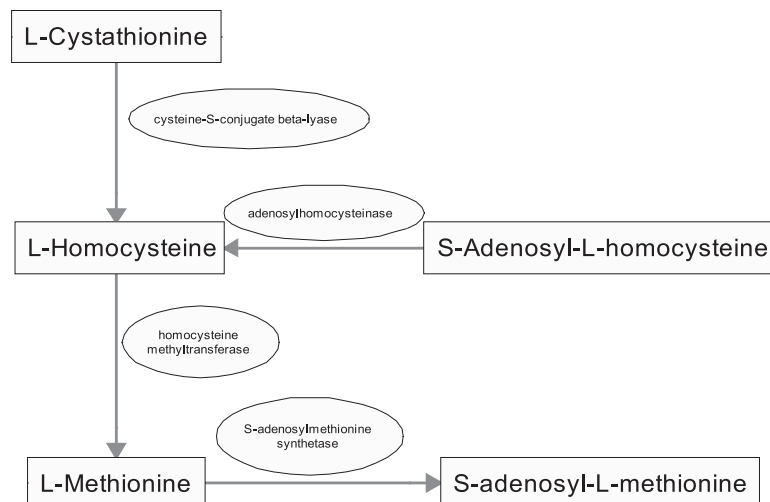 L-Cystathionine
cysteine-S-conjugate beta-lyase
adenosylhomocysteinase
L-Homocysteine
S-Adenosyl-L-homocysteine
homocysteine
methyltransferase
S-adenosylmethionine
synthetase
L-Methionine
S-adenosyl-L-methionine